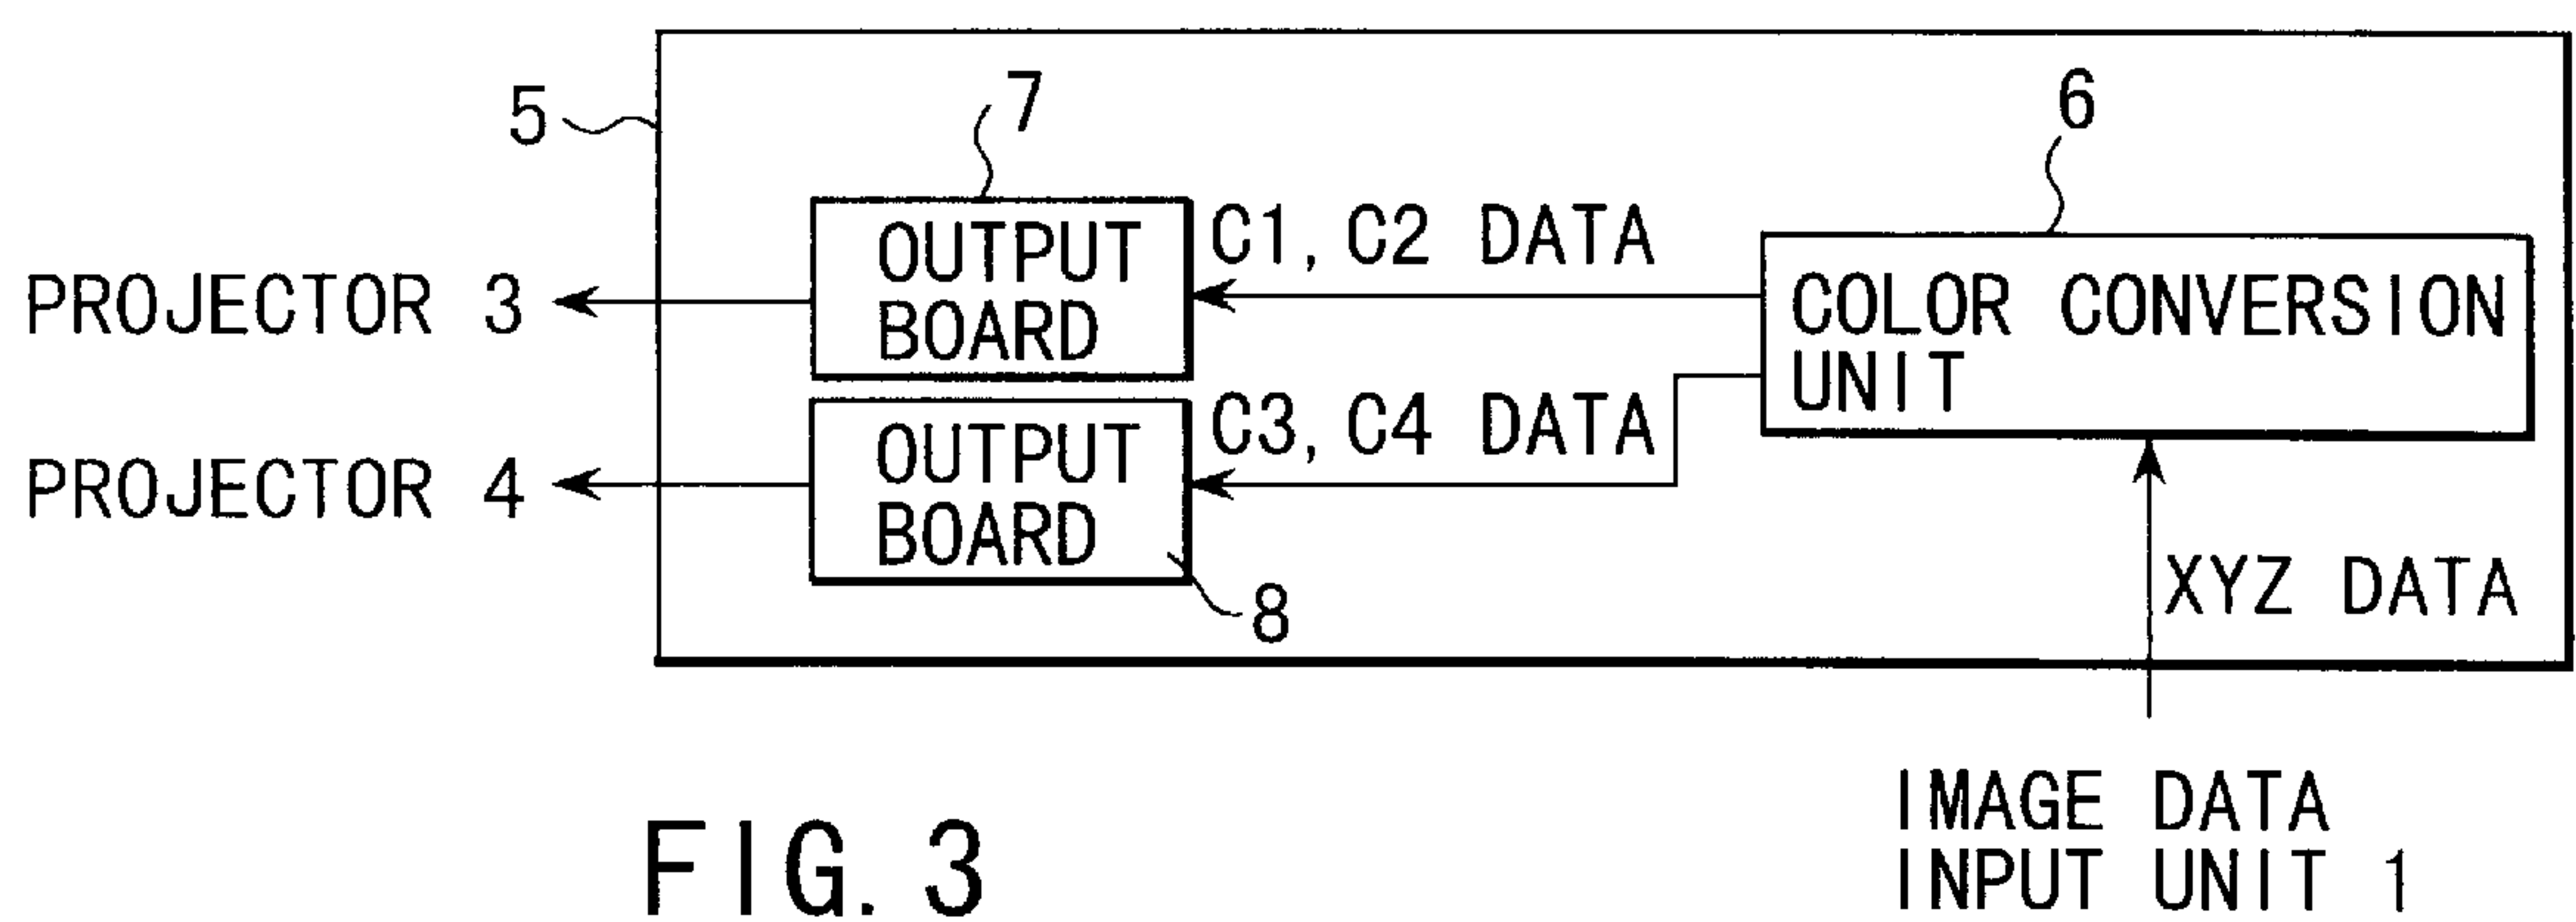 5
7
6
OUTPUT
BOARD
C1, C2 DATA
COLOR CONVERSION
UNIT
PROJECTOR 3
OUTPUT
BOARD
C3, C4 DATA
PROJECTOR 4
8
XYZ DATA
IMAGE DATA
INPUT UNIT 1
FIG. 3